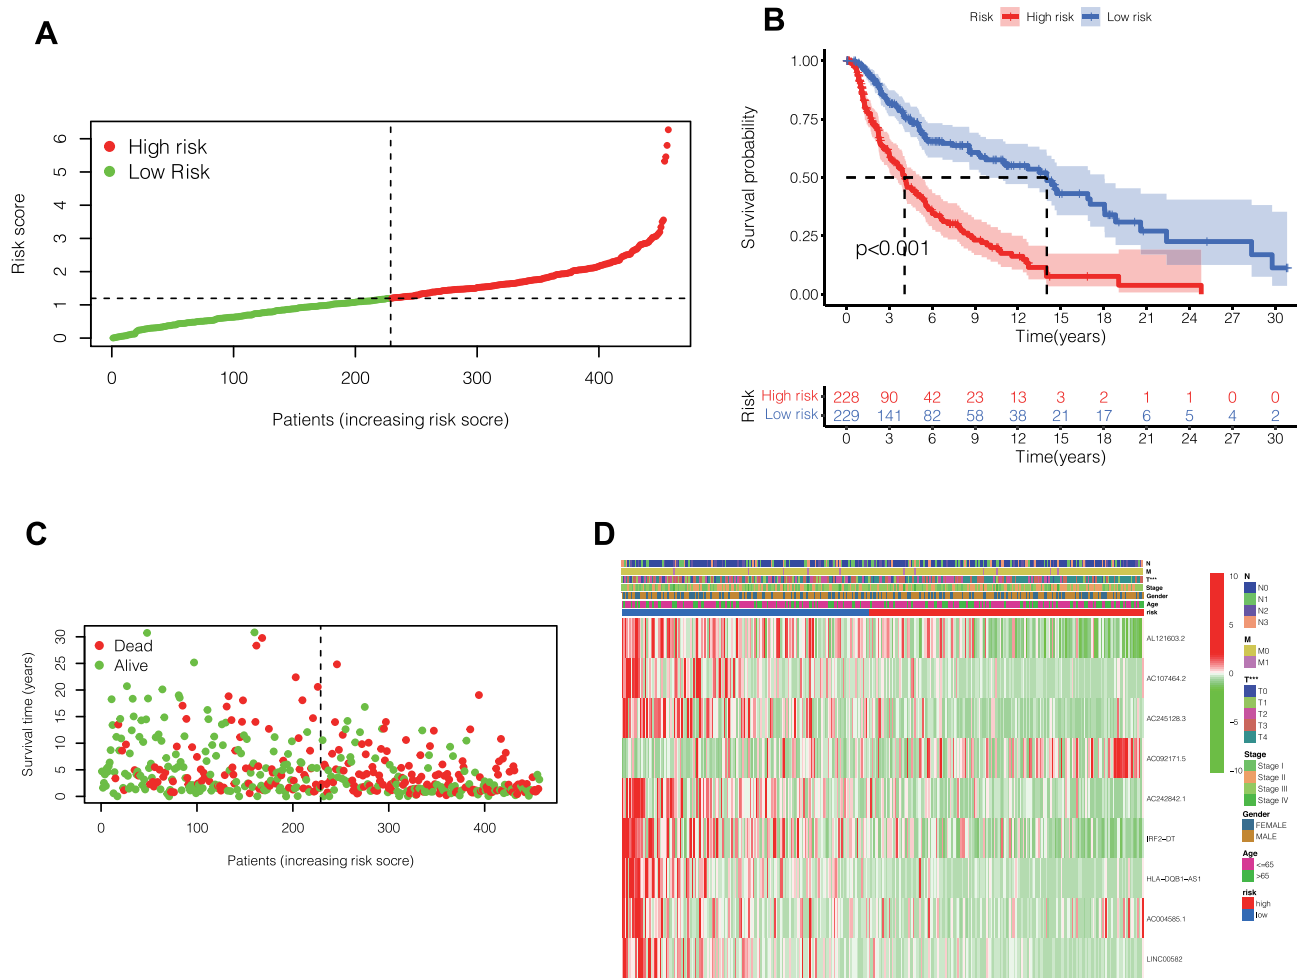 A
High risk
Low Risk
Risk score
0
1
2
3
4
5
6
0
100
200
300
400
Patients (increasing risk socre)
B
Risk
High risk
Low risk
Survival probability
1.00
0.75
0.50
0.25
0.00
p<0.001
0 3 6 9 12 15 18 21 24 27 30
Time(years)
Risk
High risk 228 90 42 23 13 3 2 1 1 0 0
Low risk 229 141 82 58 38 21 17 6 5 4 2
0 3 6 9 12 15 18 21 24 27 30
Time(years)
C
Dead
Alive
Survival time (years)
0
5
10
15
20
25
30
0 100 200 300 400
Patients (increasing risk socre)
D
N
M
T***
Stage
Gender
Age
risk
AL121603.2
AC107464.2
AC245128.3
AC092171.5
AC242842.1
IRF2−DT
HLA−DQB1−AS1
AC004585.1
LINC00582
10
5
0
−5
−10
N
N0
N1
N2
N3
M
M0
M1
T***
T0
T1
T2
T3
T4
Stage
Stage I
Stage II
Stage III
Stage IV
Gender
FEMALE
MALE
Age
<=65
>65
risk
high
low